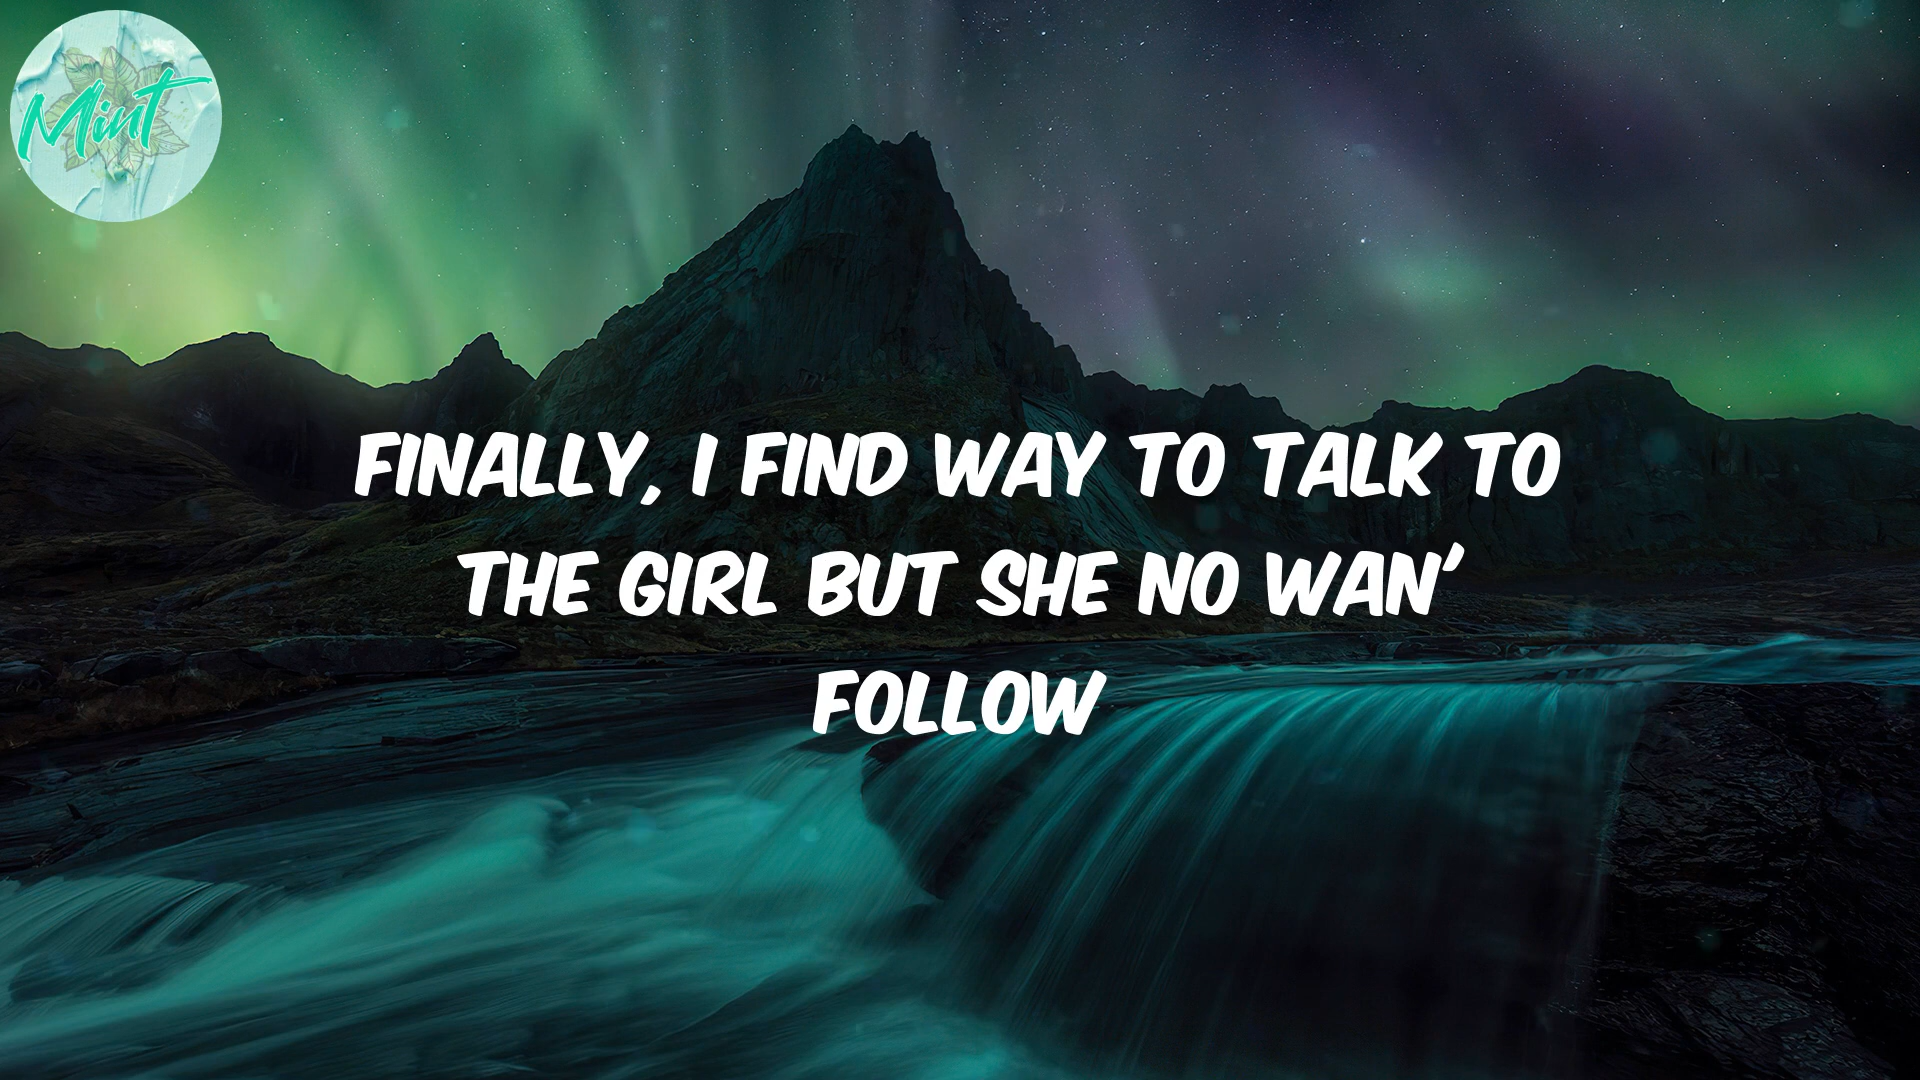 Mint
FINALLY, I FIND WAY TO TALK TO
THE GIRL BUT SHE NO WAN'
FOLLOW